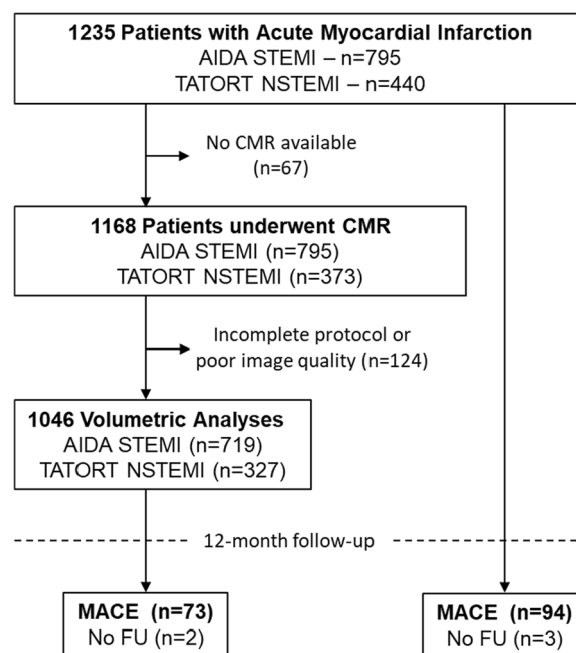 1235 Patients with Acute Myocardial Infarction
AIDA STEMI – n=795
TATORT NSTEMI – n=440
No CMR available
(n=67)
1168 Patients underwent CMR
AIDA STEMI (n=795)
TATORT NSTEMI (n=373)
Incomplete protocol or
poor image quality (n=124)
1046 Volumetric Analyses
AIDA STEMI (n=719)
TATORT NSTEMI (n=327)
12-month follow-up
MACE (n=73)
No FU (n=2)
MACE (n=94)
No FU (n=3)